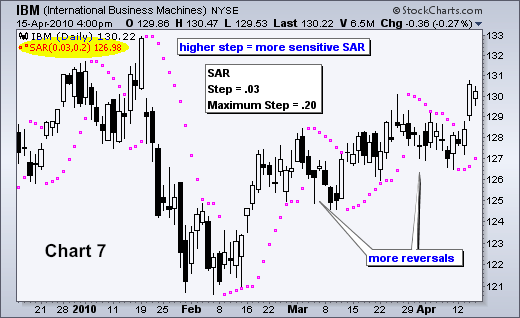 IBM (International Business Machines) NYSE
© StockCharts.com
15-Apr-2010 4:00pm O 129.86 H 130.47 L 129.53 Last 130.22 V 6.5M Chg -0.36 (-0.27%)
IBM (Daily) 130.22
SAR(0.03,0.2) 126.98
higher step = more sensitive SAR
SAR
Step = .03
Maximum Step = .20
133
132
131
130
129
128
127
126
125
124
123
122
121
Chart 7
more reversals
21 28 2010 11 19 25 Feb 8 16 22 Mar 8 15 22 29 Apr 12